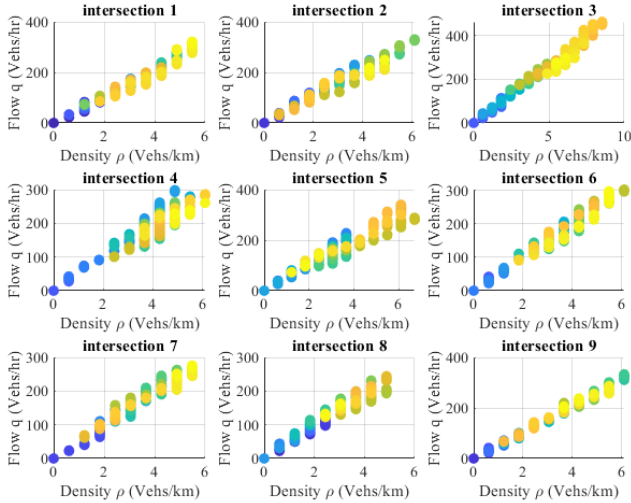 intersection 1
400
200
0
Flow q (Vehs/hr)
0 2 4 6
Density ρ (Vehs/km)
intersection 2
400
200
0
Flow q (Vehs/hr)
0 2 4 6
Density ρ (Vehs/km)
intersection 3
400
200
0
Flow q (Vehs/hr)
0 5 10
Density ρ (Vehs/km)
intersection 4
300
200
100
0
Flow q (Vehs/hr)
0 2 4 6
Density ρ (Vehs/km)
intersection 5
400
200
0
Flow q (Vehs/hr)
0 2 4 6
Density ρ (Vehs/km)
intersection 6
300
200
100
0
Flow q (Vehs/hr)
0 2 4 6
Density ρ (Vehs/km)
intersection 7
300
200
100
0
Flow q (Vehs/hr)
0 2 4 6
Density ρ (Vehs/km)
intersection 8
300
200
100
0
Flow q (Vehs/hr)
0 2 4 6
Density ρ (Vehs/km)
intersection 9
400
200
0
Flow q (Vehs/hr)
0 2 4 6
Density ρ (Vehs/km)